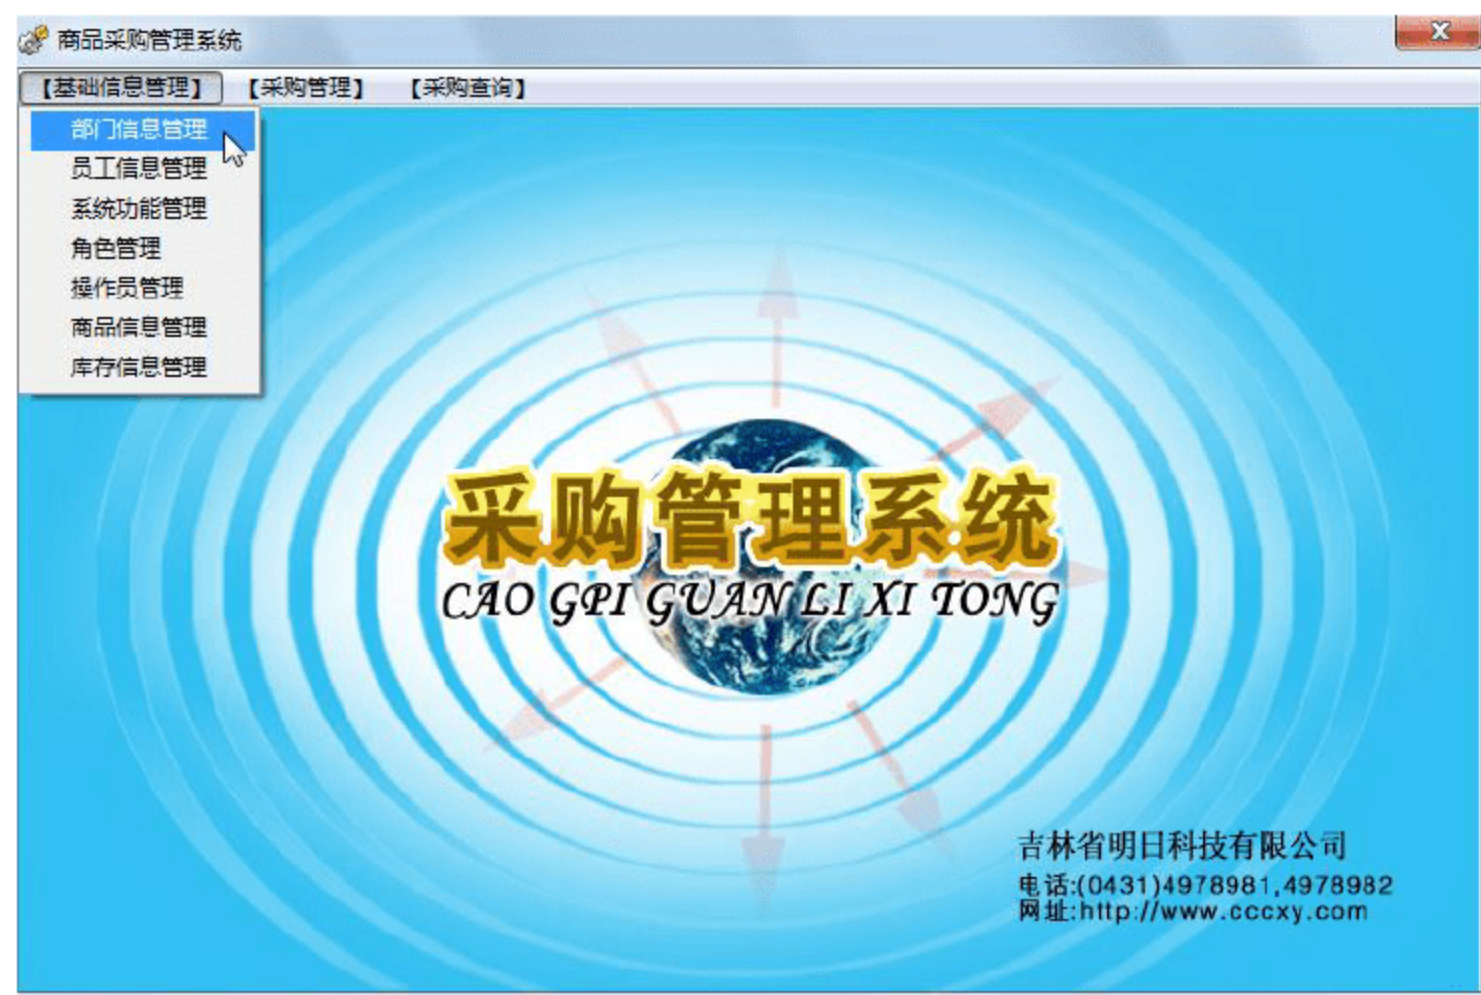 商品采购管理系统
【基础信息管理】 【采购管理】 【采购查询】
部门信息管理
员工信息管理
系统功能管理
角色管理
操作员管理
商品信息管理
库存信息管理
采购管理系统
CAO GPI GUAN LI XI TONG
吉林省明日科技有限公司
电话:(0431)4978981,4978982
网址:http://www.cccxy.com